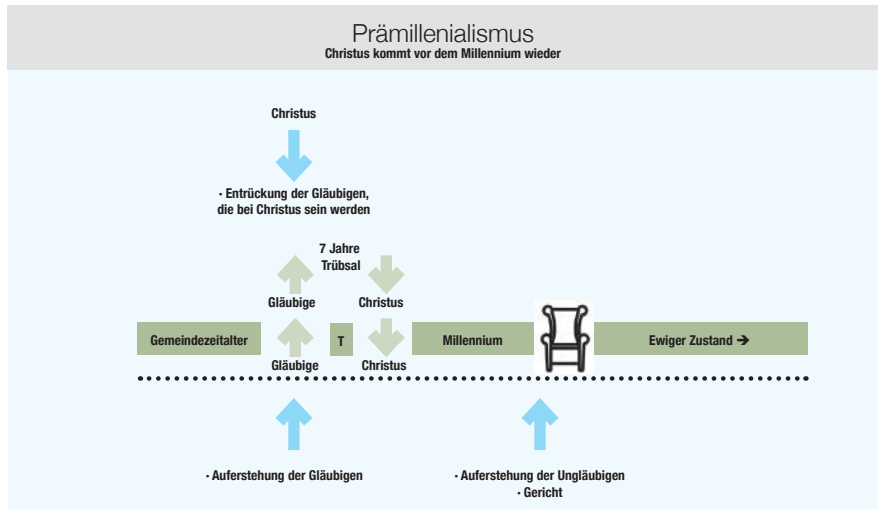 Prämillenialismus
Christus kommt vor dem Millennium wieder
Christus
· Entrückung der Gläubigen,
die bei Christus sein werden
7 Jahre
Trübsal
Gläubige
Christus
Gemeindezeitalter
T
Millennium
Ewiger Zustand ➔
Gläubige
Christus
· Auferstehung der Gläubigen
· Auferstehung der Ungläubigen
· Gericht